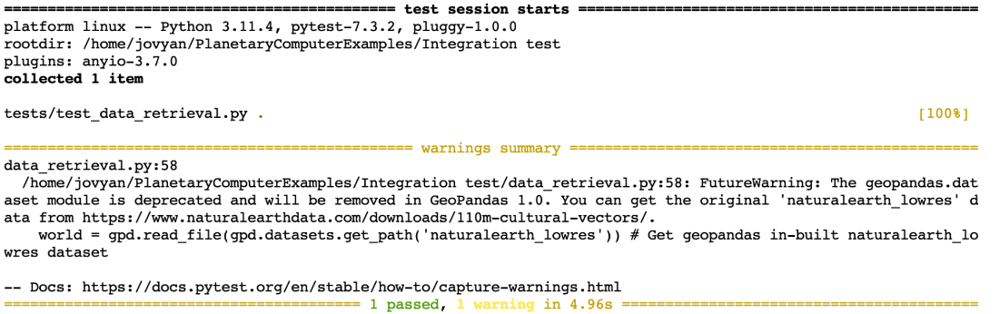 ============================================= test session starts ==============================================
platform linux -- Python 3.11.4, pytest-7.3.2, pluggy-1.0.0
rootdir: /home/jovyan/PlanetaryComputerExamples/Integration test
plugins: anyio-3.7.0
collected 1 item

tests/test_data_retrieval.py . [100%]

=============================================== warnings summary ===============================================
data_retrieval.py:58
  /home/jovyan/PlanetaryComputerExamples/Integration test/data_retrieval.py:58: FutureWarning: The geopandas.dat
aset module is deprecated and will be removed in GeoPandas 1.0. You can get the original 'naturalearth_lowres' d
ata from https://www.naturalearthdata.com/downloads/110m-cultural-vectors/.
    world = gpd.read_file(gpd.datasets.get_path('naturalearth_lowres')) # Get geopandas in-built naturalearth_lo
wres dataset

-- Docs: https://docs.pytest.org/en/stable/how-to/capture-warnings.html
========================================= 1 passed, 1 warning in 4.96s =========================================